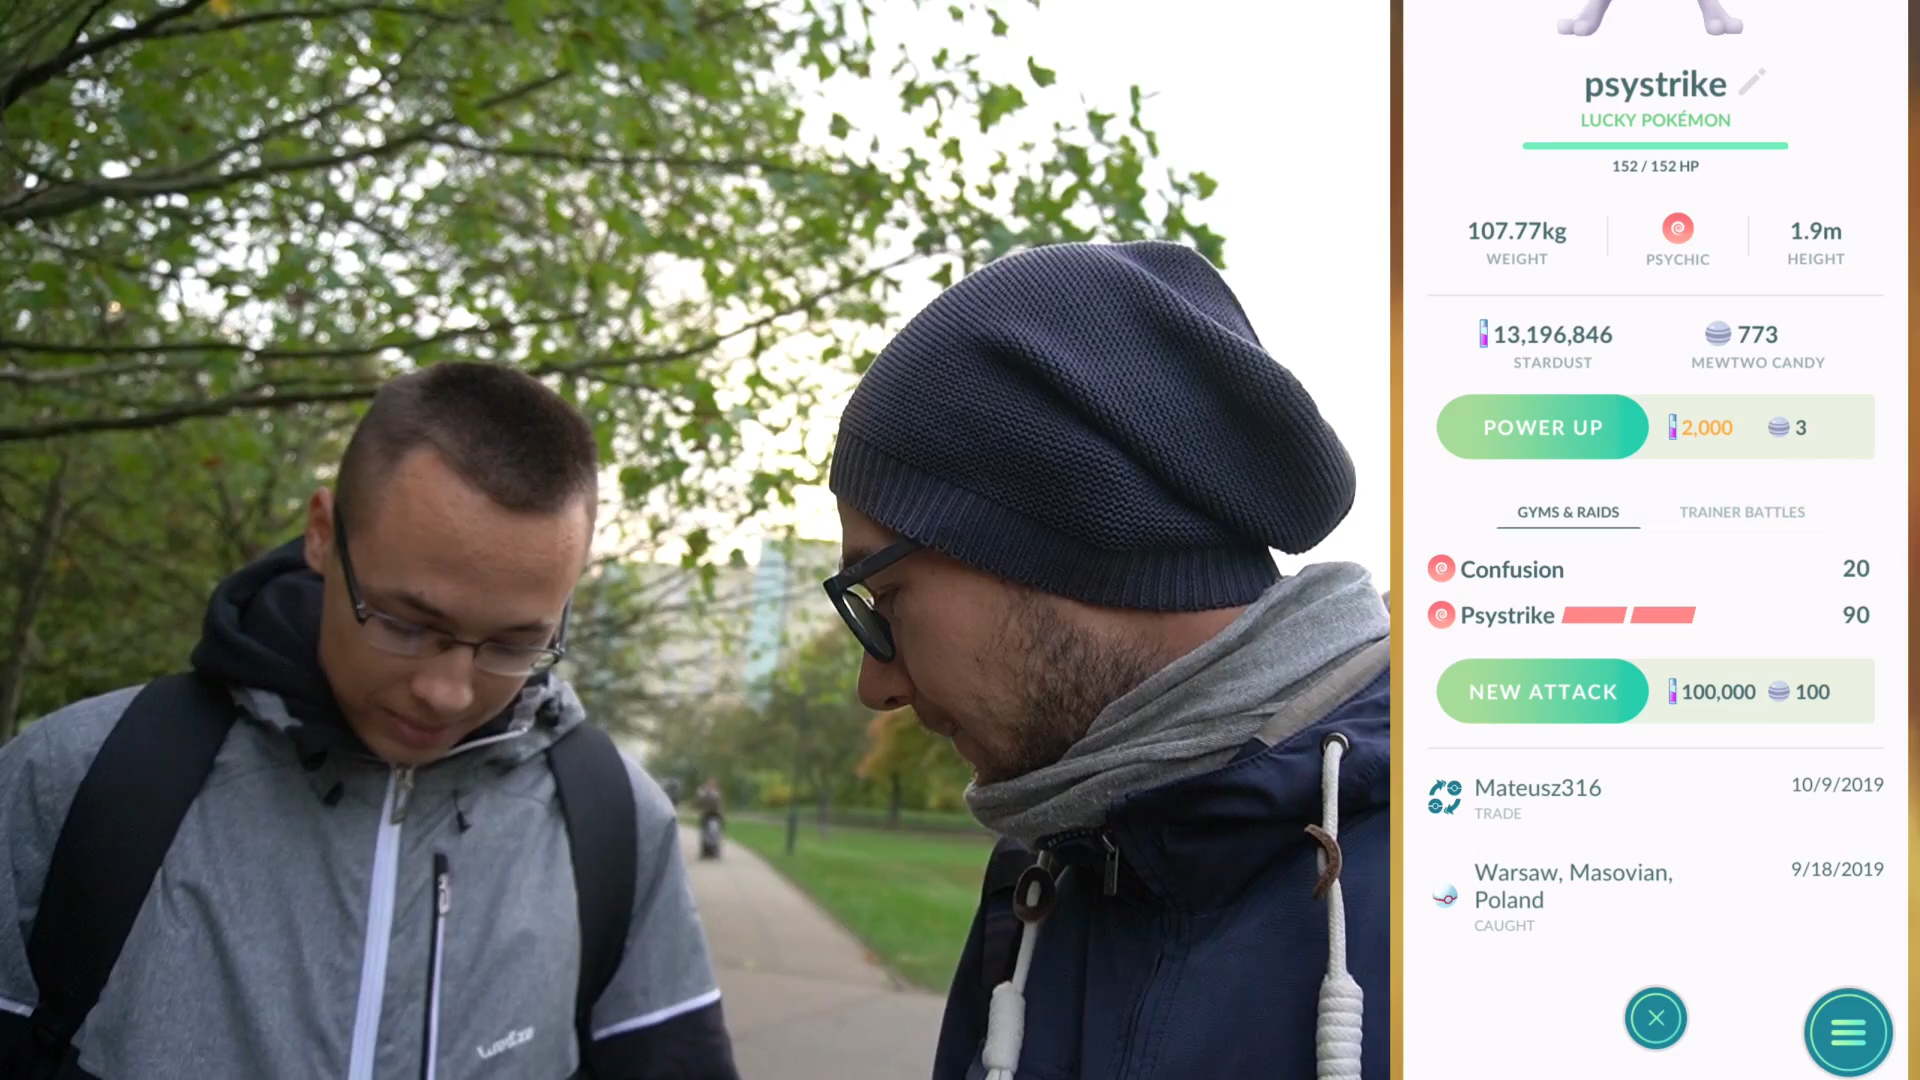 psystrike
LUCKY POKÉMON
152 / 152 HP
107.77kg
WEIGHT
PSYCHIC
1.9m
HEIGHT
13,196,846
STARDUST
773
MEWTWO CANDY
POWER UP 2,000 3
GYMS & RAIDS TRAINER BATTLES
Confusion 20
Psystrike 90
NEW ATTACK 100,000 100
Mateusz316 10/9/2019
TRADE
Warsaw, Masovian, 9/18/2019
Poland
CAUGHT